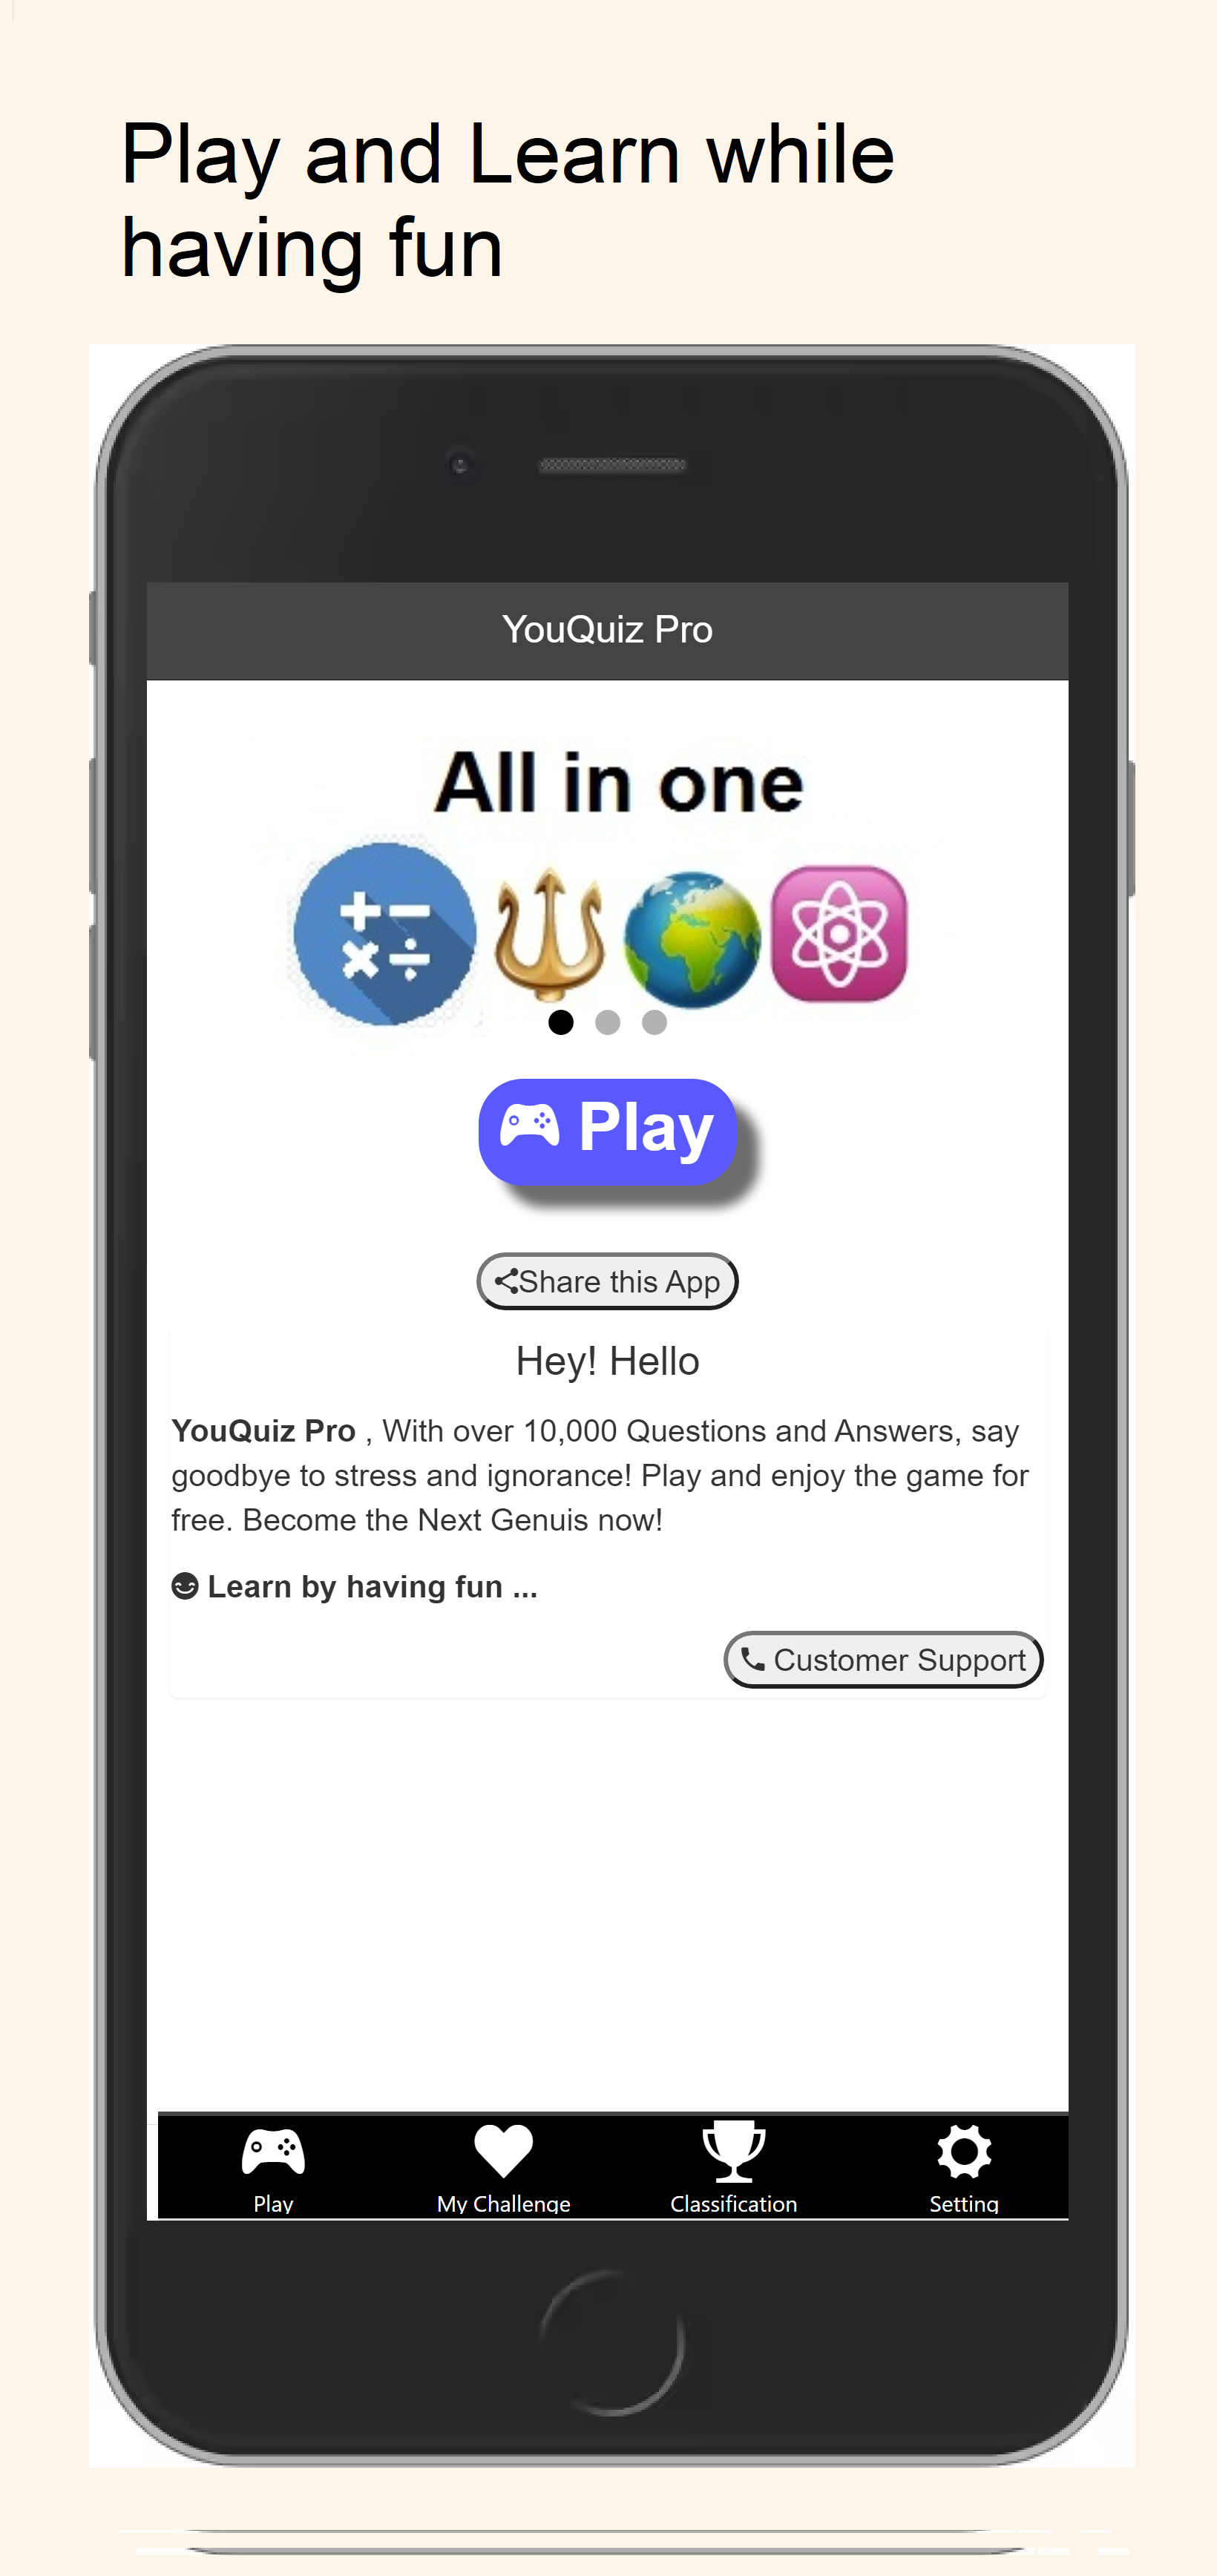 Play and Learn while
having fun
YouQuiz Pro
All in one
Play
Share this App
Hey! Hello
YouQuiz Pro , With over 10,000 Questions and Answers, say
goodbye to stress and ignorance! Play and enjoy the game for
free. Become the Next Genuis now!
Learn by having fun ...
Customer Support
Play
My Challenge
Classification
Setting